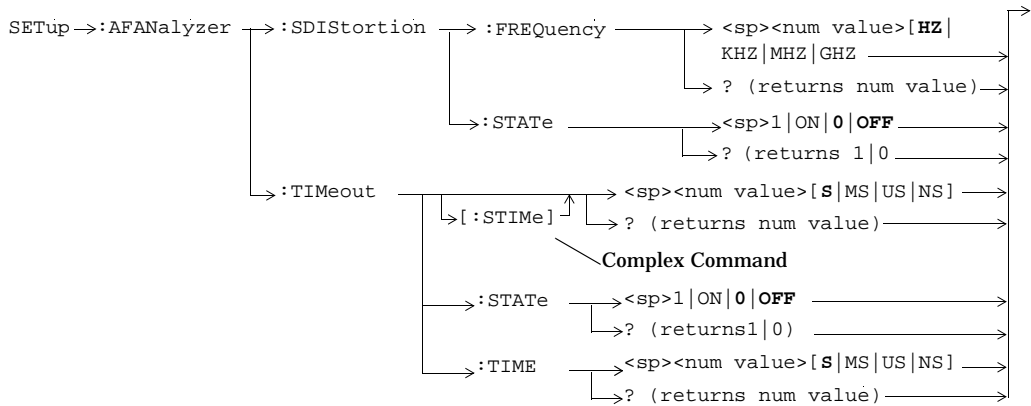 SETup :AFANalyzer :SDIStortion :FREQuency <sp><num value>[HZ|
KHZ|MHZ|GHZ
? (returns num value)
:STATe <sp>1|ON|0|OFF
? (returns 1|0
:TIMeout <sp><num value>[S|MS|US|NS]
[:STIMe] ? (returns num value)
Complex Command
:STATe <sp>1|ON|0|OFF
? (returns1|0)
:TIME <sp><num value>[S|MS|US|NS]
? (returns num value)